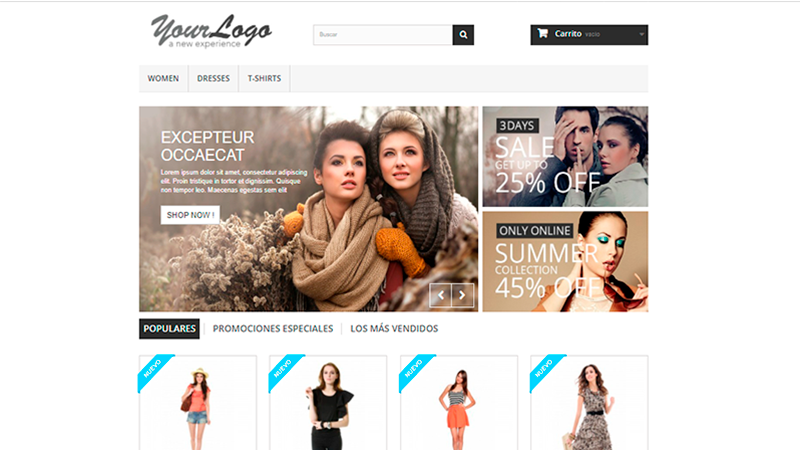 YourLogo
a new experience
Buscar
Carrito vacío
WOMEN
DRESSES
T-SHIRTS
EXCEPTEUR
OCCAECAT
Lorem ipsum dolor sit amet, consectetur adipiscing
elit. Proin tristique in tortor et dignissim. Quisque
non tempor leo. Maecenas egestas sem elit
SHOP NOW !
3DAYS
SALE
GET UP TO
25% OFF
ONLY ONLINE
SUMMER
COLLECTION
45% OFF
POPULARES
PROMOCIONES ESPECIALES
LOS MÁS VENDIDOS
NUEVO
NUEVO
NUEVO
NUEVO